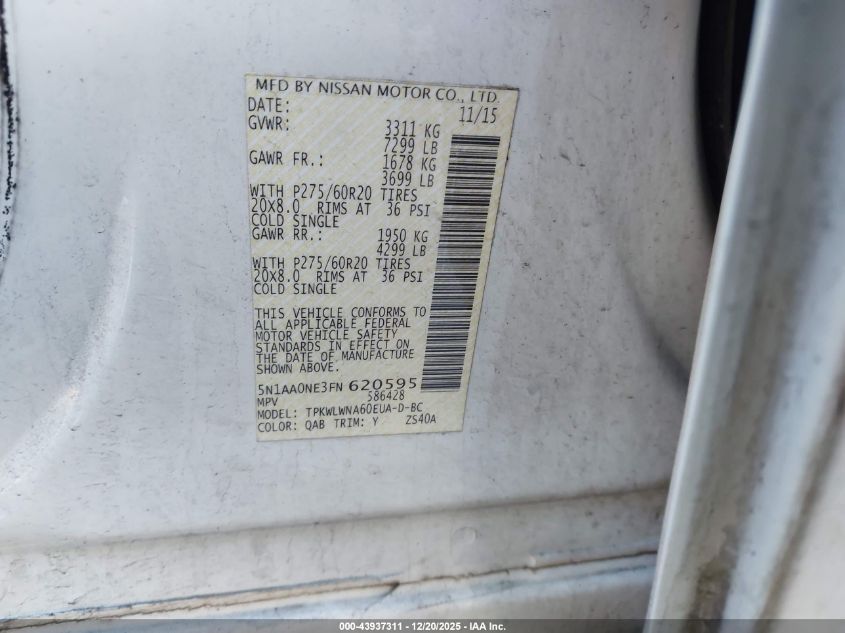 MFD BY NISSAN MOTOR CO., LTD.
DATE: 11/15
GVWR: 3311 KG
7299 LB
GAWR FR.: 1678 KG
3699 LB
WITH P275/60R20 TIRES
20X8.0 RIMS AT 36 PSI
COLD SINGLE
GAWR RR.: 1950 KG
4299 LB
WITH P275/60R20 TIRES
20X8.0 RIMS AT 36 PSI
COLD SINGLE
THIS VEHICLE CONFORMS TO
ALL APPLICABLE FEDERAL
MOTOR VEHICLE SAFETY
STANDARDS IN EFFECT ON
THE DATE OF MANUFACTURE
SHOWN ABOVE.
5N1AA0NE3FN 620595
MPV 586428
MODEL: TPKWLWNA60EUA-D-BC
COLOR: QAB TRIM: Y ZS40A
000-43937311 - 12/20/2025 - IAA Inc.